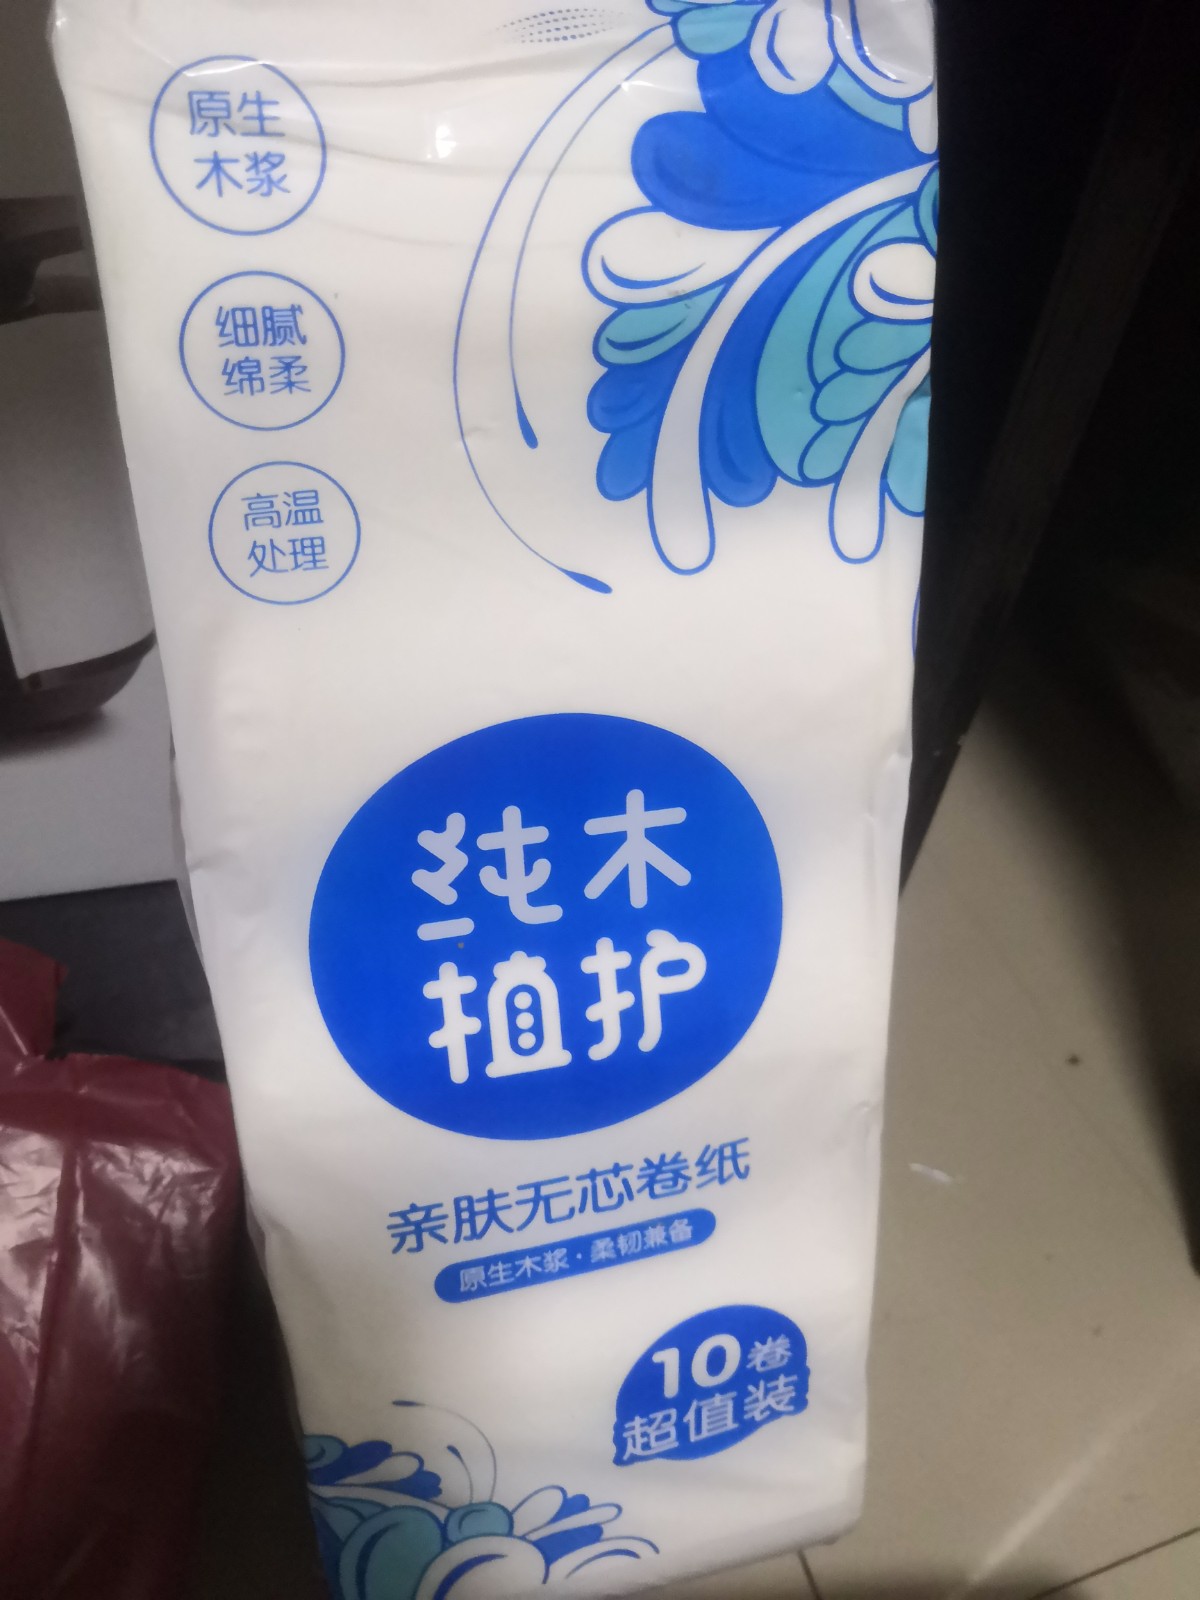 原生
木浆
细腻
绵柔
高温
处理
纯木
植护
亲肤无芯卷纸
原生木浆·柔韧兼备
10卷
超值装